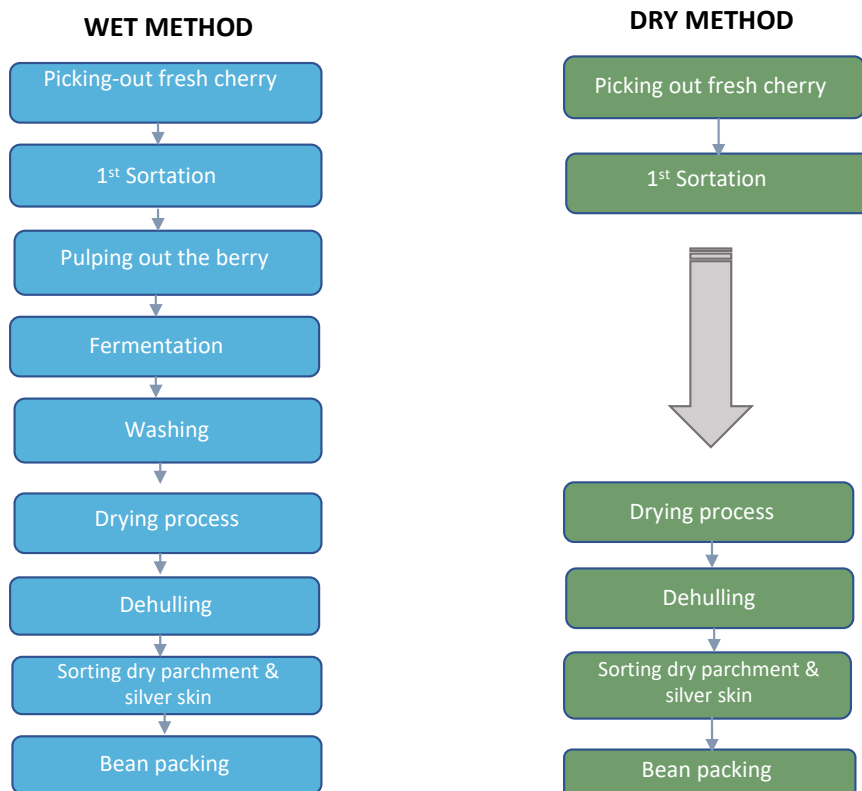 WET METHOD
Picking-out fresh cherry
1st Sortation
Pulping out the berry
Fermentation
Washing
Drying process
Dehulling
Sorting dry parchment &
silver skin
Bean packing
DRY METHOD
Picking out fresh cherry
1st Sortation
Drying process
Dehulling
Sorting dry parchment &
silver skin
Bean packing